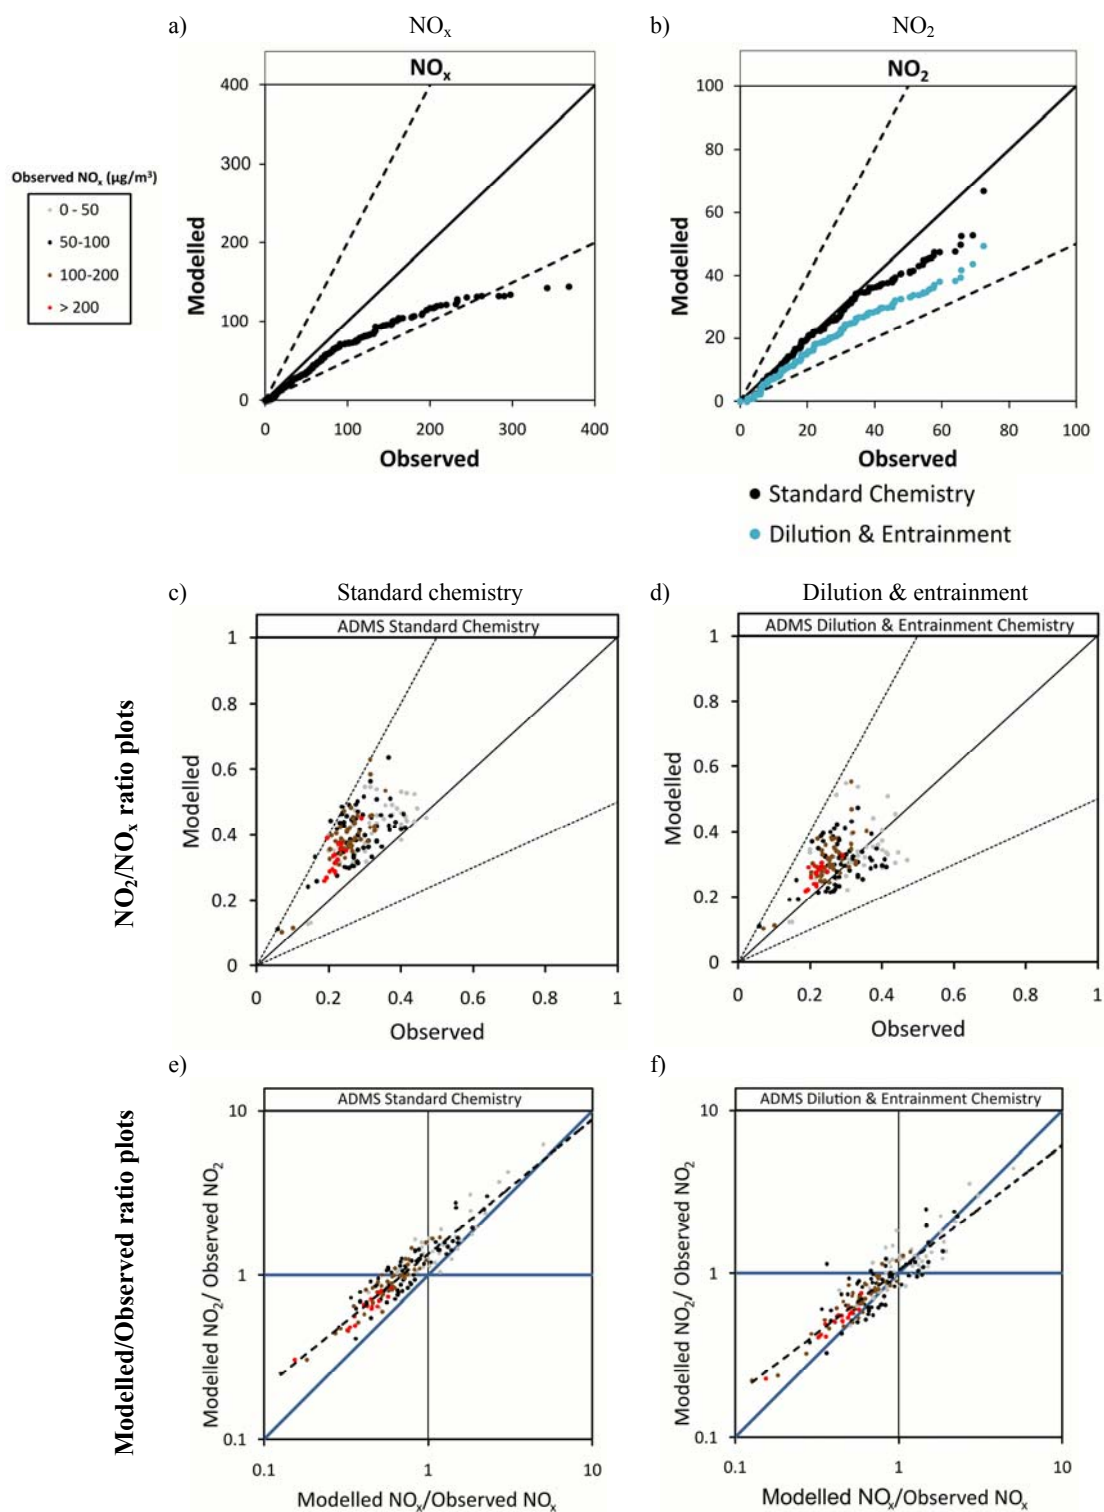 a) NOₓ b) NO₂
NOₓ
400
300
200
100
0
Modelled
0 100 200 300 400
Observed
NO₂
100
80
60
40
20
0
Modelled
0 20 40 60 80 100
Observed
Observed NOₓ (µg/m³)
0 - 50
50-100
100-200
> 200
Standard Chemistry
Dilution & Entrainment
c) Standard chemistry d) Dilution & entrainment
NO₂/NOₓ ratio plots
ADMS Standard Chemistry
1
0.8
0.6
0.4
0.2
0
Modelled
0 0.2 0.4 0.6 0.8 1
Observed
ADMS Dilution & Entrainment Chemistry
1
0.8
0.6
0.4
0.2
0
Modelled
0 0.2 0.4 0.6 0.8 1
Observed
e) f)
Modelled/Observed ratio plots
ADMS Standard Chemistry
10
1
0.1
Modelled NO₂/ Observed NO₂
0.1 1 10
Modelled NOₓ/Observed NOₓ
ADMS Dilution & Entrainment Chemistry
10
1
0.1
Modelled NO₂/ Observed NO₂
0.1 1 10
Modelled NOₓ/Observed NOₓ